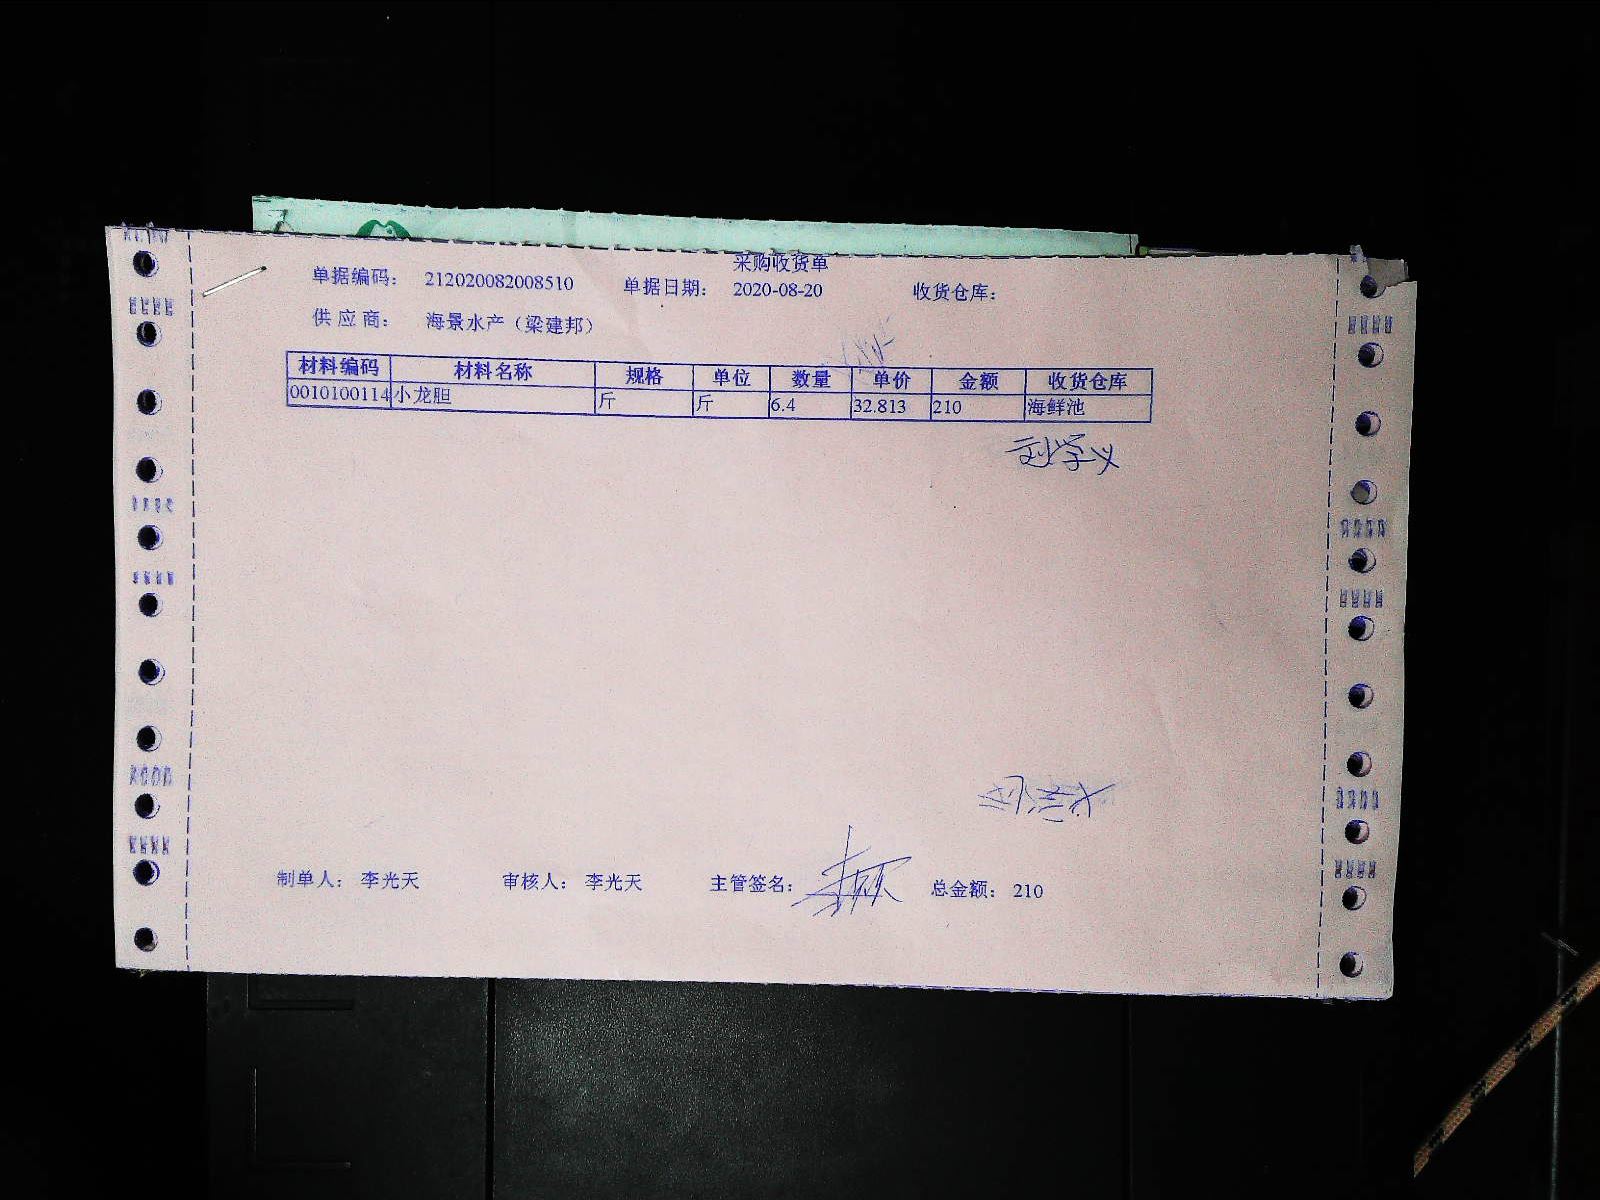 采购收货单
单据编码： 212020082008510 单据日期： 2020-08-20 收货仓库：
供应商： 海景水产（梁建邦）
材料编码 材料名称 规格 单位 数量 单价 金额 收货仓库
0010100114 小龙胆 斤 斤 6.4 32.813 210 海鲜池
刘学义
制单人： 李光天 审核人： 李光天 主管签名： 总金额： 210